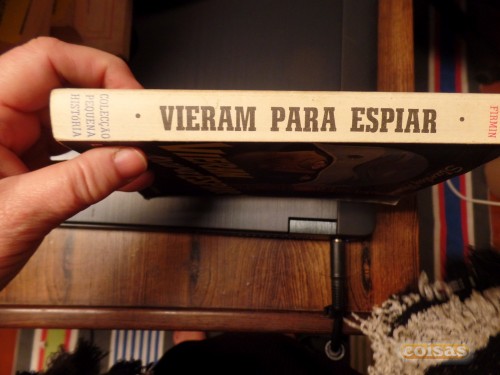 COLECÇÃO
PEQUENA
HISTÓRIA
· VIERAM PARA ESPIAR ·
FIRMIN
coisas